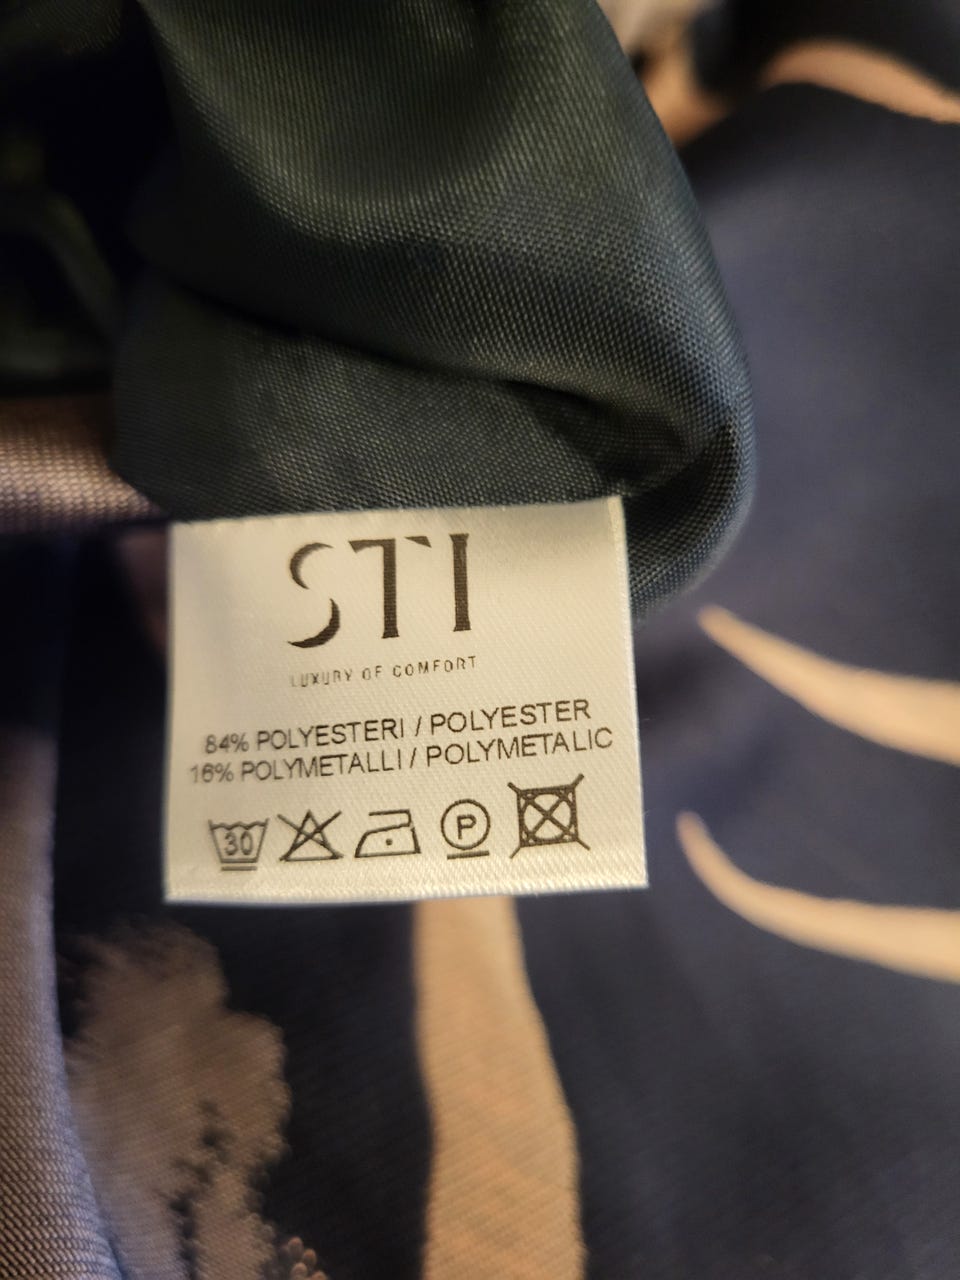 STI
LUXURY OF COMFORT
84% POLYESTERI / POLYESTER
16% POLYMETALLI / POLYMETALIC
30 P